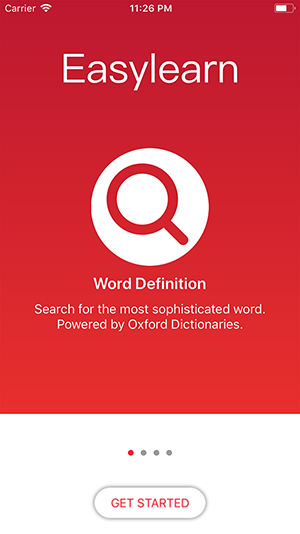 Carrier 11:26 PM
Easylearn
Word Definition
Search for the most sophisticated word.
Powered by Oxford Dictionaries.
GET STARTED